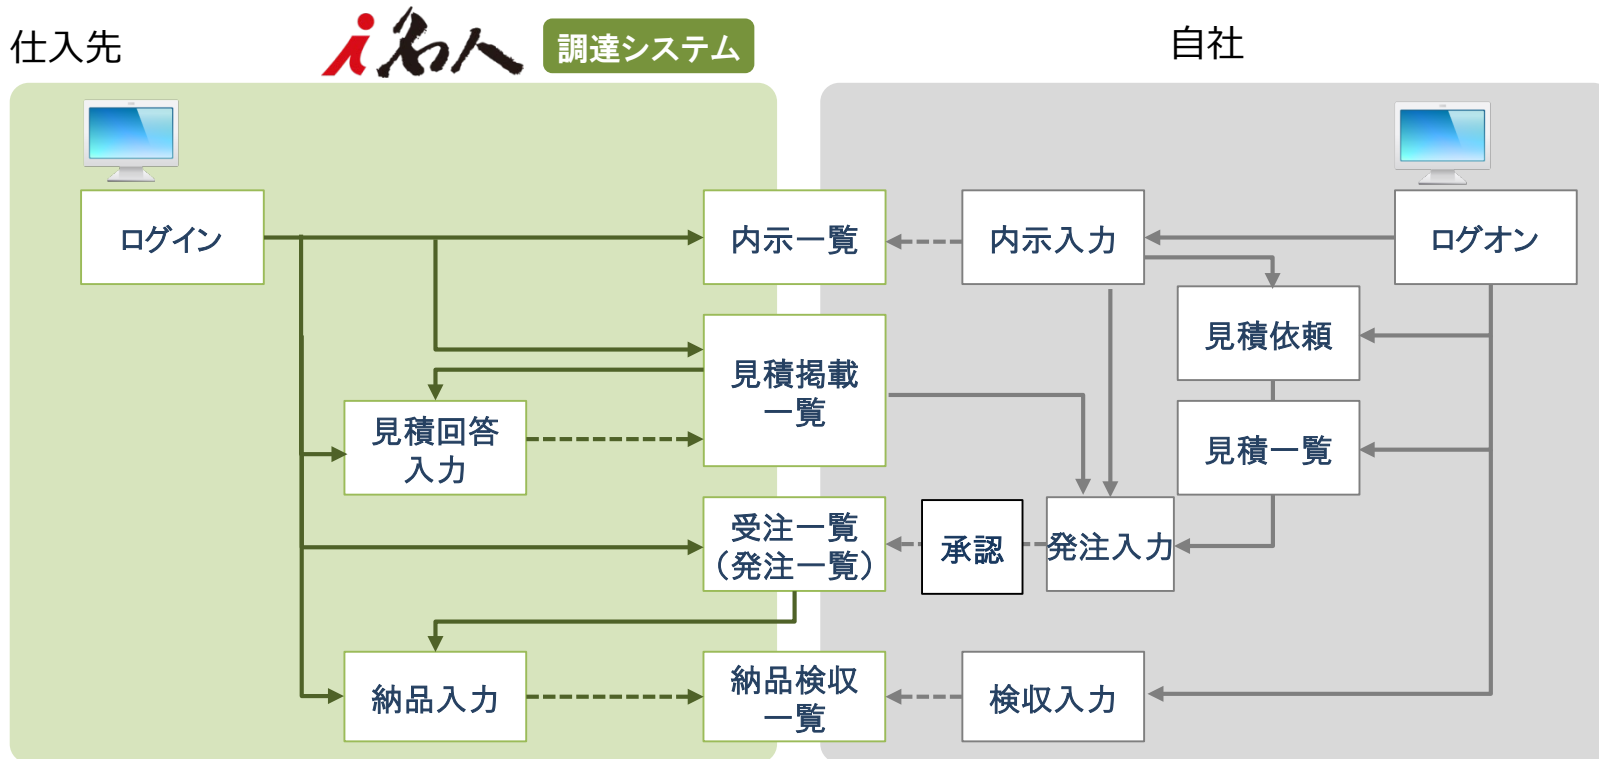 仕入先
i名人
調達システム
自社
ログイン
内示一覧
内示入力
ログオン
見積依頼
見積掲載
一覧
見積回答
入力
見積一覧
受注一覧
（発注一覧）
承認
発注入力
納品入力
納品検収
一覧
検収入力